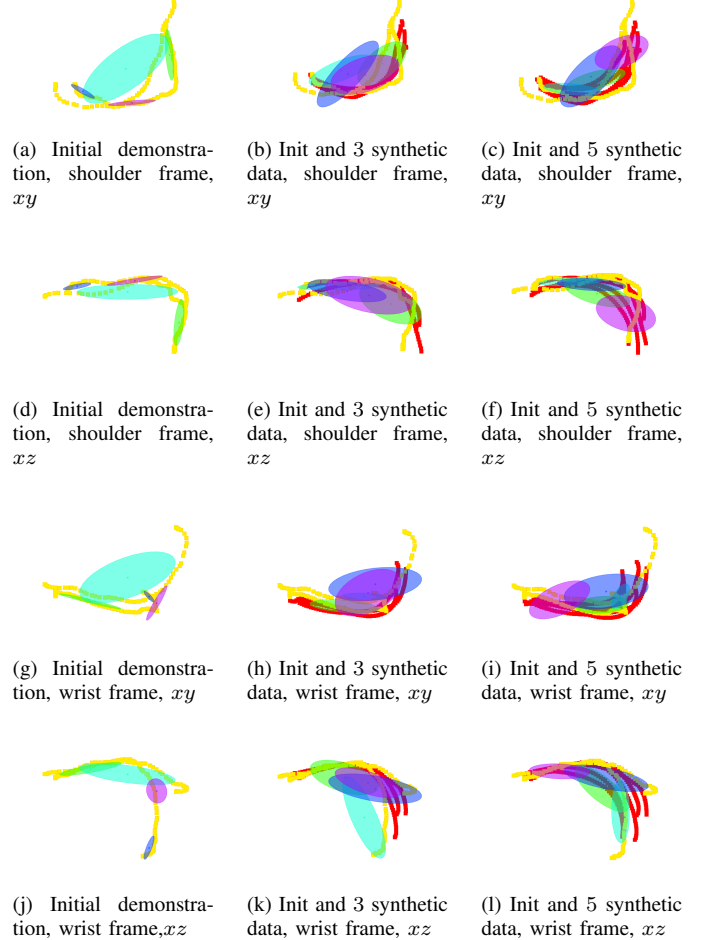 (a) Initial demonstra-
tion, shoulder frame,
xy
(b) Init and 3 synthetic
data, shoulder frame,
xy
(c) Init and 5 synthetic
data, shoulder frame,
xy
(d) Initial demonstra-
tion, shoulder frame,
xz
(e) Init and 3 synthetic
data, shoulder frame,
xz
(f) Init and 5 synthetic
data, shoulder frame,
xz
(g) Initial demonstra-
tion, wrist frame, xy
(h) Init and 3 synthetic
data, wrist frame, xy
(i) Init and 5 synthetic
data, wrist frame, xy
(j) Initial demonstra-
tion, wrist frame,xz
(k) Init and 3 synthetic
data, wrist frame, xz
(l) Init and 5 synthetic
data, wrist frame, xz